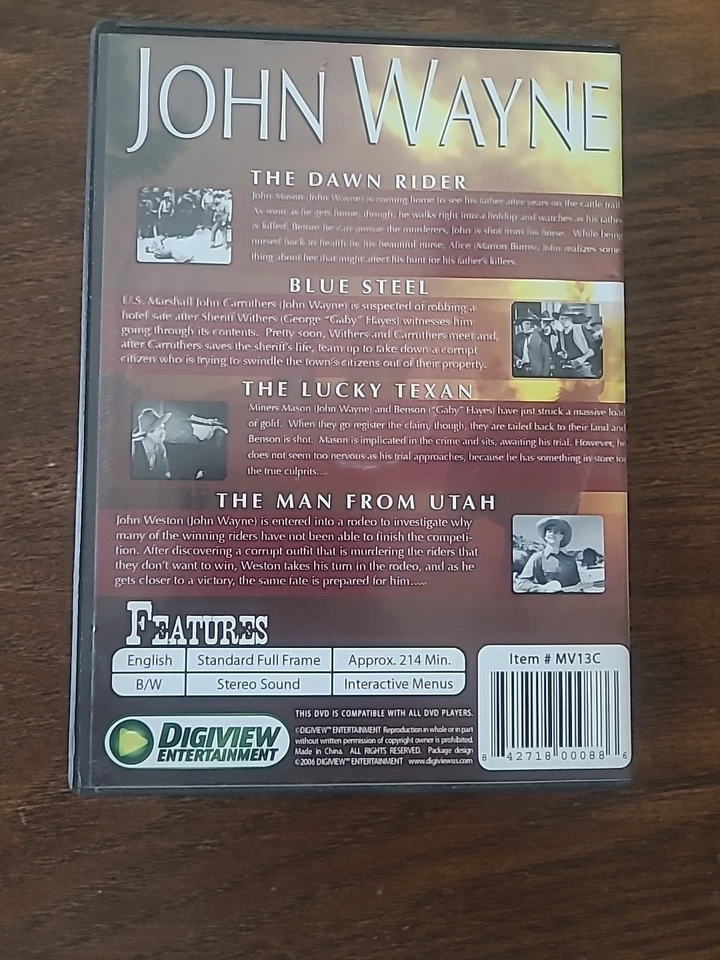 JOHN WAYNE
THE DAWN RIDER
John Mason (John Wayne) is coming home to see his father after years on the cattle trail.
As soon as he gets home, though, he walks right into a holdup and watches as his father
is killed. Before he can pursue the murderers, John is shot from his horse. While being
nursed back to health by his beautiful nurse, Alice (Marion Burns), John realizes some
thing about her that might affect his hunt for his father's killers.
BLUE STEEL
U.S. Marshall John Carruthers (John Wayne) is suspected of robbing a
hotel safe after Sheriff Withers (George "Gaby" Hayes) witnesses him
going through its contents. Pretty soon, Withers and Carruthers meet and,
after Carruthers saves the sheriff's life, team up to take down a corrupt
citizen who is trying to swindle the town's citizens out of their property.
THE LUCKY TEXAN
Miners Mason (John Wayne) and Benson ("Gaby" Hayes) have just struck a massive load
of gold. When they go register the claim, though, they are tailed back to their land and
Benson is shot. Mason is implicated in the crime and sits, awaiting his trial. However, he
does not seem too nervous as his trial approaches, because he has something in store for
the true culprits...
THE MAN FROM UTAH
John Weston (John Wayne) is entered into a rodeo to investigate why
many of the winning riders have not been able to finish the competi-
tion. After discovering a corrupt outfit that is murdering the riders that
they don't want to win, Weston takes his turn in the rodeo, and as he
gets closer to a victory, the same fate is prepared for him.....
FEATURES
English Standard Full Frame Approx. 214 Min.
B/W Stereo Sound Interactive Menus
Item # MV13C
8 42718 00088 6
DIGIVIEW
ENTERTAINMENT
THIS DVD IS COMPATIBLE WITH ALL DVD PLAYERS.
©DIGIVIEW™ ENTERTAINMENT Reproduction in whole or in part
without written permission of copyright owner is prohibited.
Made in China. ALL RIGHTS RESERVED. Package design
©2006 DIGIVIEW™ ENTERTAINMENT www.digiviewus.com